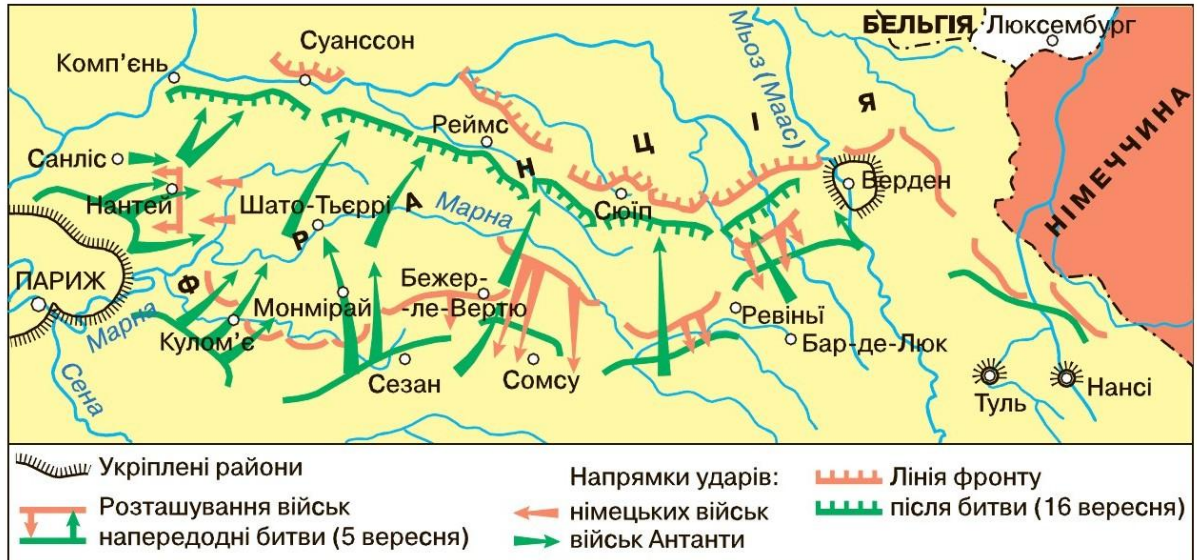 БЕЛЬГІЯ
Люксембург
Суанссон
Комп'єнь
Мьоз (Маас)
ФРАНЦІЯ
НІМЕЧЧИНА
Реймс
Санліс
Верден
Нантей
Шато-Тьєррі
Марна
Сюїп
ПАРИЖ
Монмірай
Бежер-
-ле-Вертю
Марна
Кулом'є
Ревіньї
Бар-де-Люк
Сезан
Сомсу
Сена
Туль
Нансі
Укріплені райони
Розташування військ
напередодні битви (5 вересня)
Напрямки ударів:
німецьких військ
військ Антанти
Лінія фронту
після битви (16 вересня)